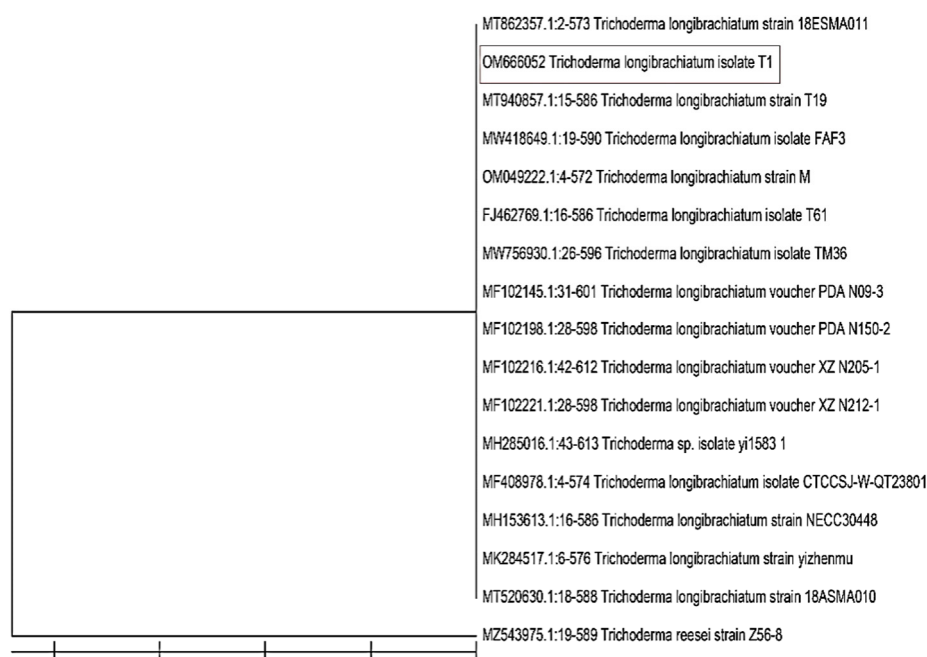 MT862357.1:2-573 Trichoderma longibrachiatum strain 18ESMA011
OM666052 Trichoderma longibrachiatum isolate T1
MT940857.1:15-586 Trichoderma longibrachiatum strain T19
MW418649.1:19-590 Trichoderma longibrachiatum isolate FAF3
OM049222.1:4-572 Trichoderma longibrachiatum strain M
FJ462769.1:16-586 Trichoderma longibrachiatum isolate T61
MW756930.1:26-596 Trichoderma longibrachiatum isolate TM36
MF102145.1:31-601 Trichoderma longibrachiatum voucher PDA N09-3
MF102198.1:28-598 Trichoderma longibrachiatum voucher PDA N150-2
MF102216.1:42-612 Trichoderma longibrachiatum voucher XZ N205-1
MF102221.1:28-598 Trichoderma longibrachiatum voucher XZ N212-1
MH285016.1:43-613 Trichoderma sp. isolate yi1583 1
MF408978.1:4-574 Trichoderma longibrachiatum isolate CTCCSJ-W-QT23801
MH153613.1:16-586 Trichoderma longibrachiatum strain NECC30448
MK284517.1:6-576 Trichoderma longibrachiatum strain yizhenmu
MT520630.1:18-588 Trichoderma longibrachiatum strain 18ASMA010
MZ543975.1:19-589 Trichoderma reesei strain Z56-8